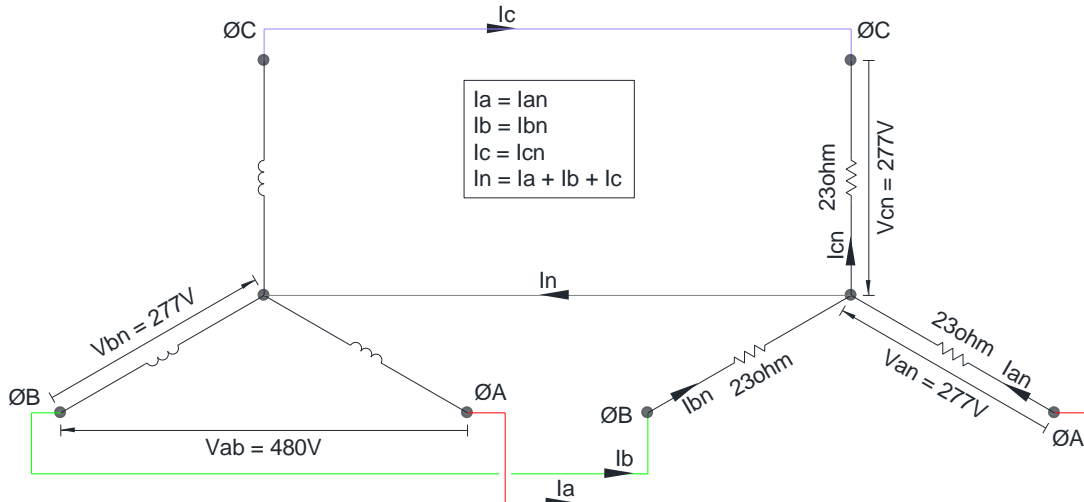 Ic
ØC
ØC
Ia = Ian
Ib = Ibn
Ic = Icn
In = Ia + Ib + Ic
23ohm
Vcn = 277V
Icn
In
Vbn = 277V
23ohm
Van = 277V
Ian
ØB
ØA
ØB
Ibn
23ohm
ØA
Vab = 480V
Ib
Ia